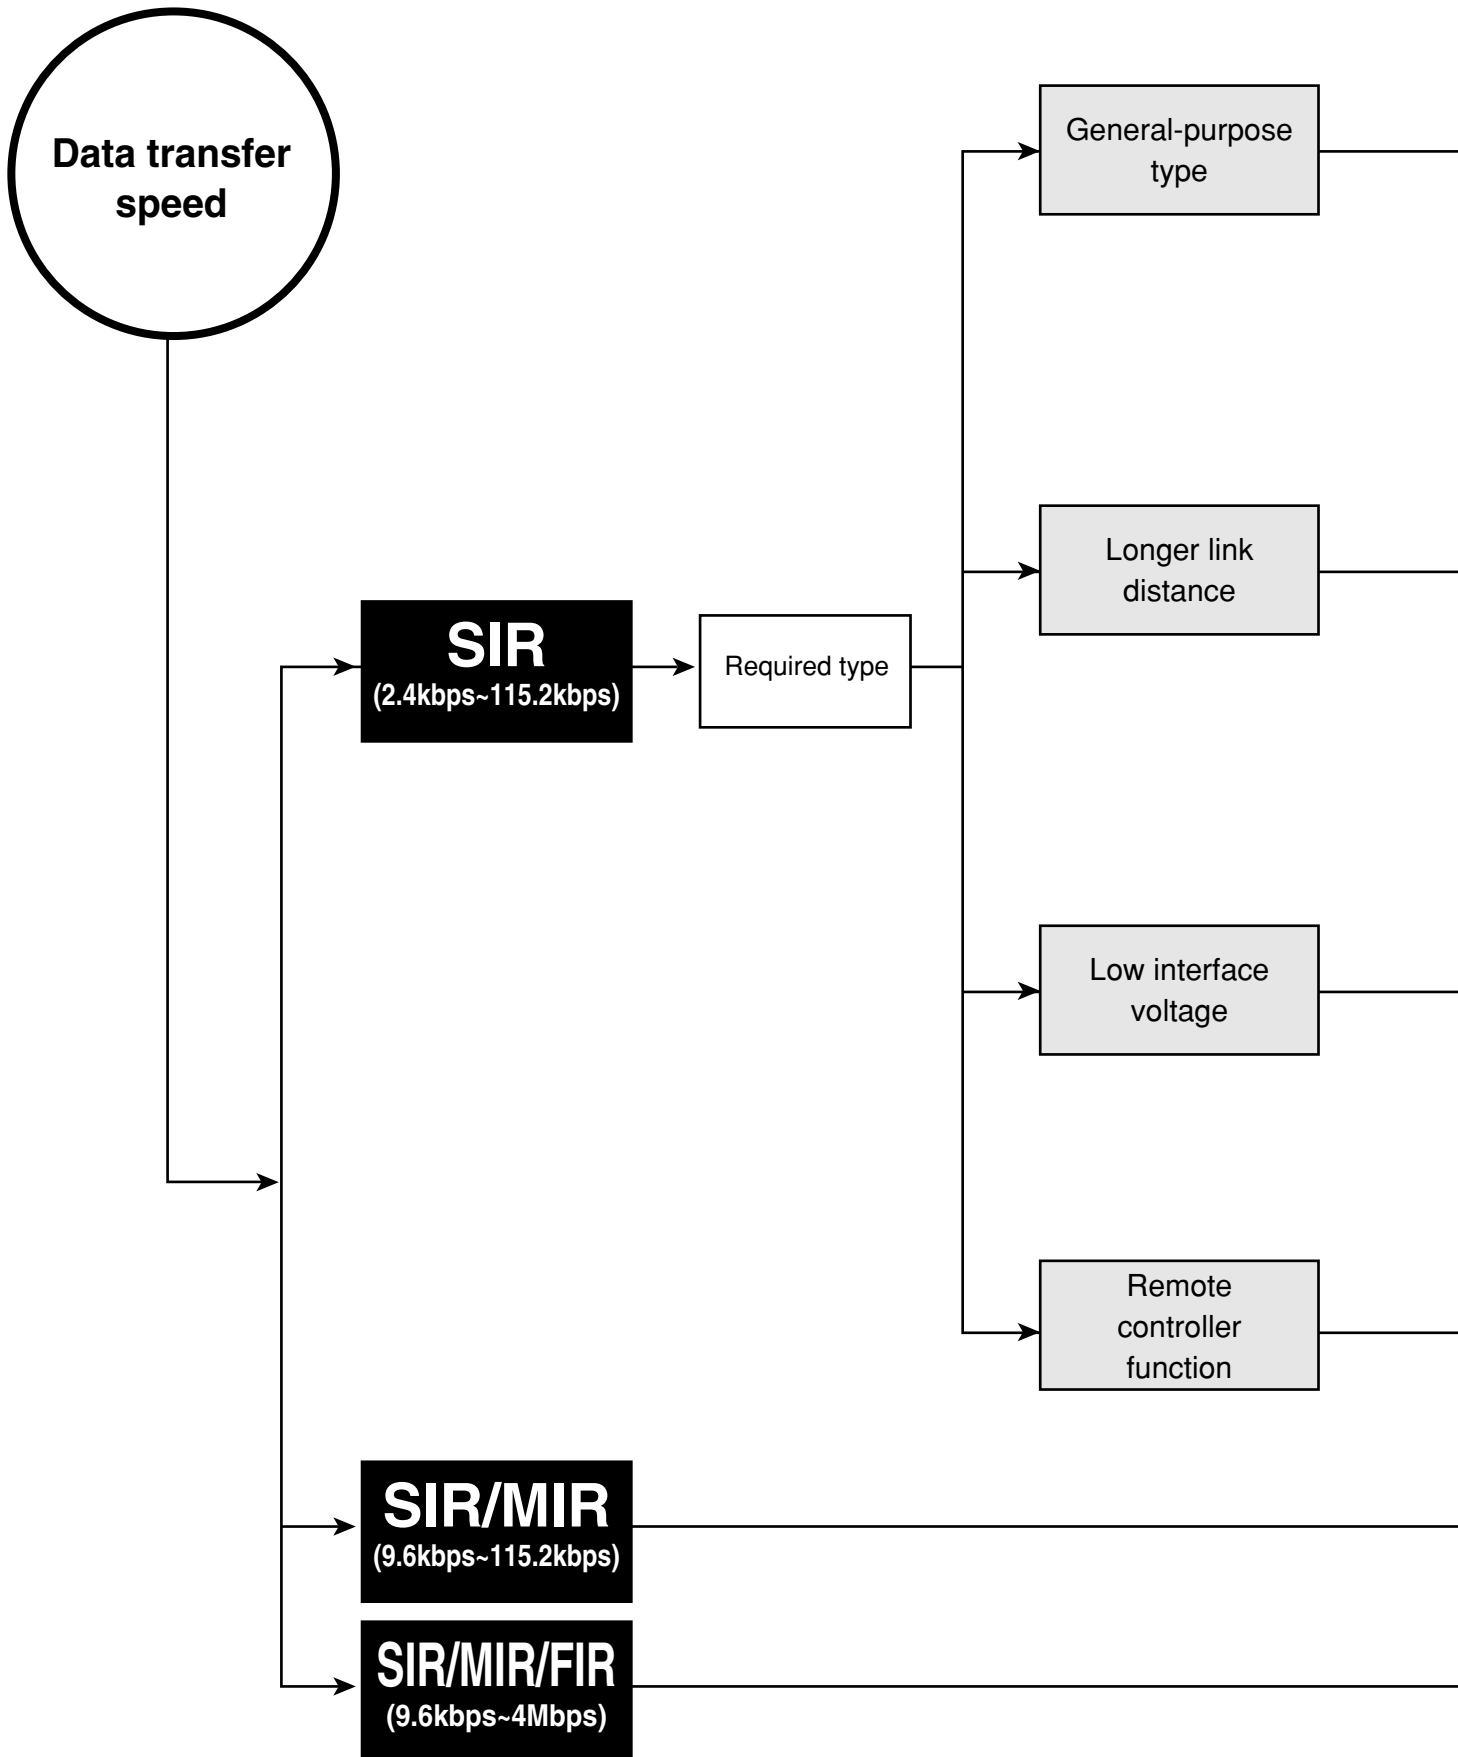 Data transfer
speed
General-purpose
type
Longer link
distance
SIR
(2.4kbps~115.2kbps)
Required type
Low interface
voltage
Remote
controller
function
SIR/MIR
(9.6kbps~115.2kbps)
SIR/MIR/FIR
(9.6kbps~4Mbps)